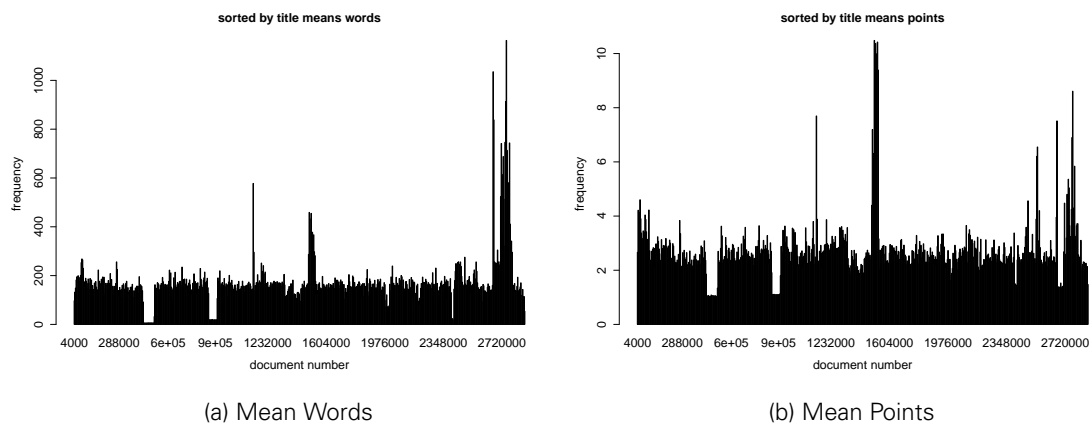 sorted by title means words
frequency
0 200 400 600 800 1000
4000 288000 6e+05 9e+05 1232000 1604000 1976000 2348000 2720000
document number
(a) Mean Words
sorted by title means points
frequency
0 2 4 6 8 10
4000 288000 6e+05 9e+05 1232000 1604000 1976000 2348000 2720000
document number
(b) Mean Points